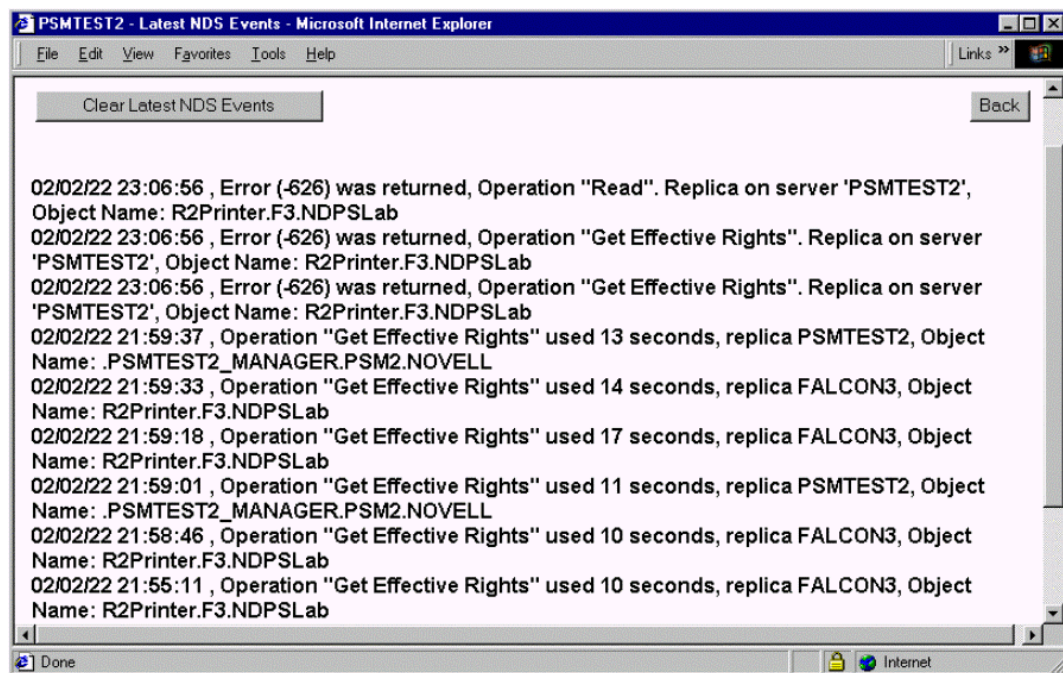 PSMTEST2 - Latest NDS Events - Microsoft Internet Explorer
File Edit View Favorites Tools Help Links »
Clear Latest NDS Events Back
02/02/22 23:06:56 , Error (-626) was returned, Operation "Read". Replica on server 'PSMTEST2',
Object Name: R2Printer.F3.NDPSLab
02/02/22 23:06:56 , Error (-626) was returned, Operation "Get Effective Rights". Replica on server
'PSMTEST2', Object Name: R2Printer.F3.NDPSLab
02/02/22 23:06:56 , Error (-626) was returned, Operation "Get Effective Rights". Replica on server
'PSMTEST2', Object Name: R2Printer.F3.NDPSLab
02/02/22 21:59:37 , Operation "Get Effective Rights" used 13 seconds, replica PSMTEST2, Object
Name: .PSMTEST2_MANAGER.PSM2.NOVELL
02/02/22 21:59:33 , Operation "Get Effective Rights" used 14 seconds, replica FALCON3, Object
Name: R2Printer.F3.NDPSLab
02/02/22 21:59:18 , Operation "Get Effective Rights" used 17 seconds, replica FALCON3, Object
Name: R2Printer.F3.NDPSLab
02/02/22 21:59:01 , Operation "Get Effective Rights" used 11 seconds, replica PSMTEST2, Object
Name: .PSMTEST2_MANAGER.PSM2.NOVELL
02/02/22 21:58:46 , Operation "Get Effective Rights" used 10 seconds, replica FALCON3, Object
Name: R2Printer.F3.NDPSLab
02/02/22 21:55:11 , Operation "Get Effective Rights" used 10 seconds, replica FALCON3, Object
Name: R2Printer.F3.NDPSLab
Done Internet